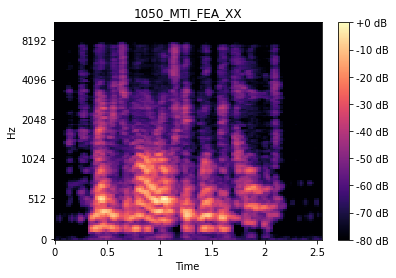 1050_MTI_FEA_XX
+0 dB
8192
-10 dB
4096
-20 dB
-30 dB
2048
Hz
-40 dB
1024
-50 dB
512
-60 dB
-70 dB
0
-80 dB
0 0.5 1 1.5 2 2.5
Time